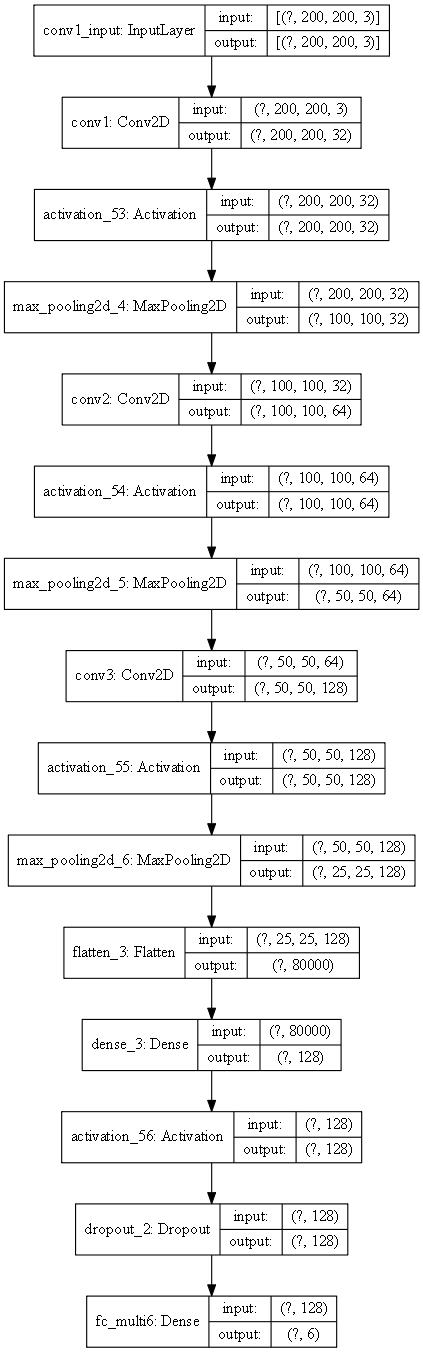 conv1_input: InputLayer
input: [(?, 200, 200, 3)]
output: [(?, 200, 200, 3)]
conv1: Conv2D
input: (?, 200, 200, 3)
output: (?, 200, 200, 32)
activation_53: Activation
input: (?, 200, 200, 32)
output: (?, 200, 200, 32)
max_pooling2d_4: MaxPooling2D
input: (?, 200, 200, 32)
output: (?, 100, 100, 32)
conv2: Conv2D
input: (?, 100, 100, 32)
output: (?, 100, 100, 64)
activation_54: Activation
input: (?, 100, 100, 64)
output: (?, 100, 100, 64)
max_pooling2d_5: MaxPooling2D
input: (?, 100, 100, 64)
output: (?, 50, 50, 64)
conv3: Conv2D
input: (?, 50, 50, 64)
output: (?, 50, 50, 128)
activation_55: Activation
input: (?, 50, 50, 128)
output: (?, 50, 50, 128)
max_pooling2d_6: MaxPooling2D
input: (?, 50, 50, 128)
output: (?, 25, 25, 128)
flatten_3: Flatten
input: (?, 25, 25, 128)
output: (?, 80000)
dense_3: Dense
input: (?, 80000)
output: (?, 128)
activation_56: Activation
input: (?, 128)
output: (?, 128)
dropout_2: Dropout
input: (?, 128)
output: (?, 128)
fc_multi6: Dense
input: (?, 128)
output: (?, 6)